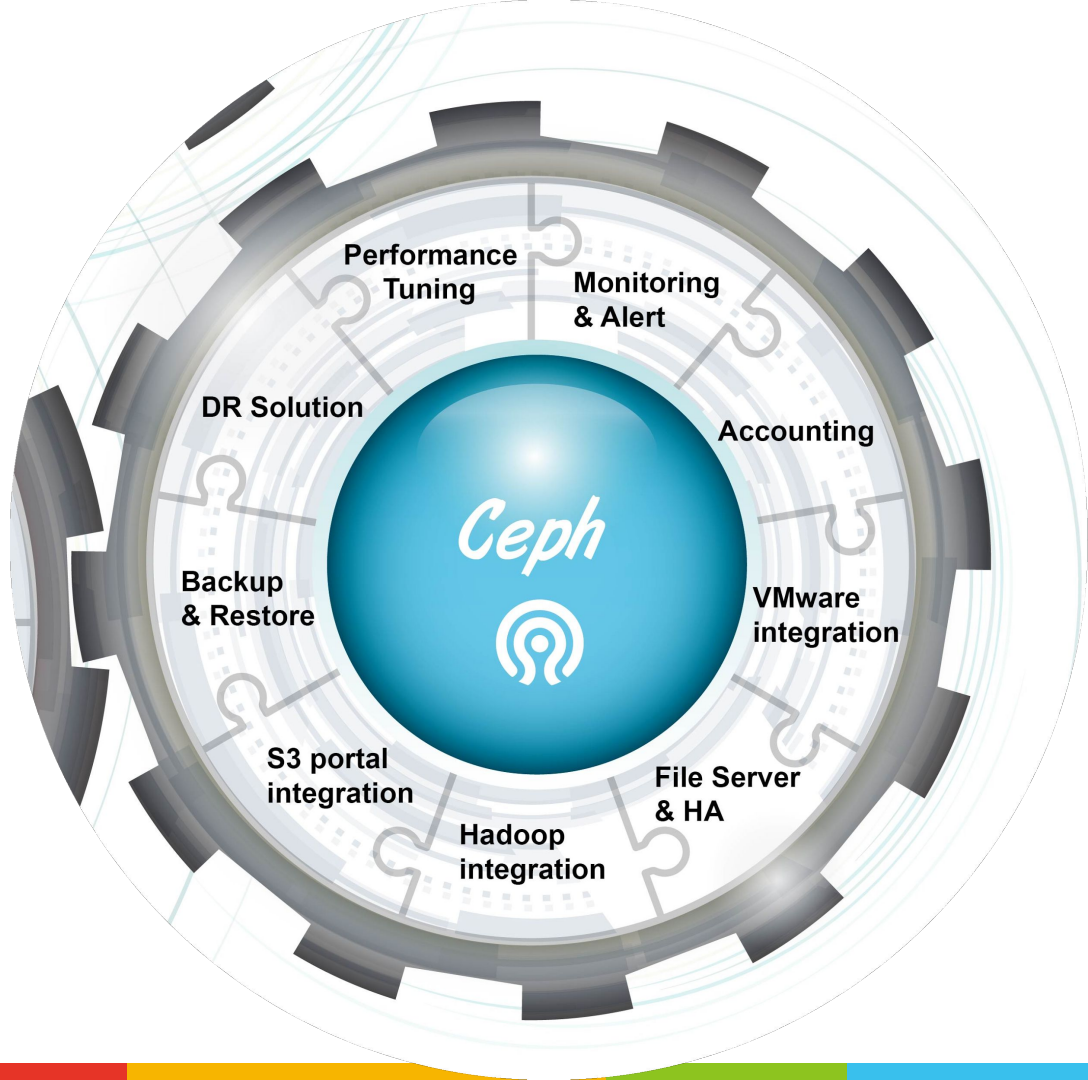 Performance
Tuning
Monitoring
& Alert
DR Solution
Accounting
Ceph
Backup
& Restore
VMware
integration
S3 portal
integration
File Server
& HA
Hadoop
integration